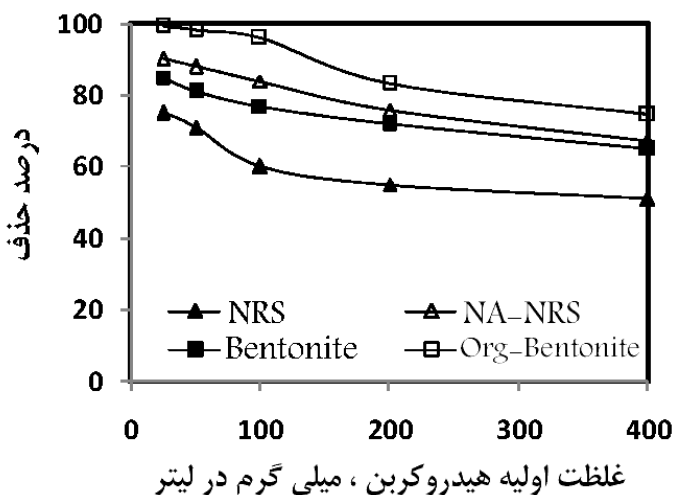 100
80
60
40
20
0
درصد حذف
NRS
NA-NRS
Bentonite
Org-Bentonite
0 100 200 300 400
غلظت اولیه هیدروکربن ، میلی گرم در لیتر